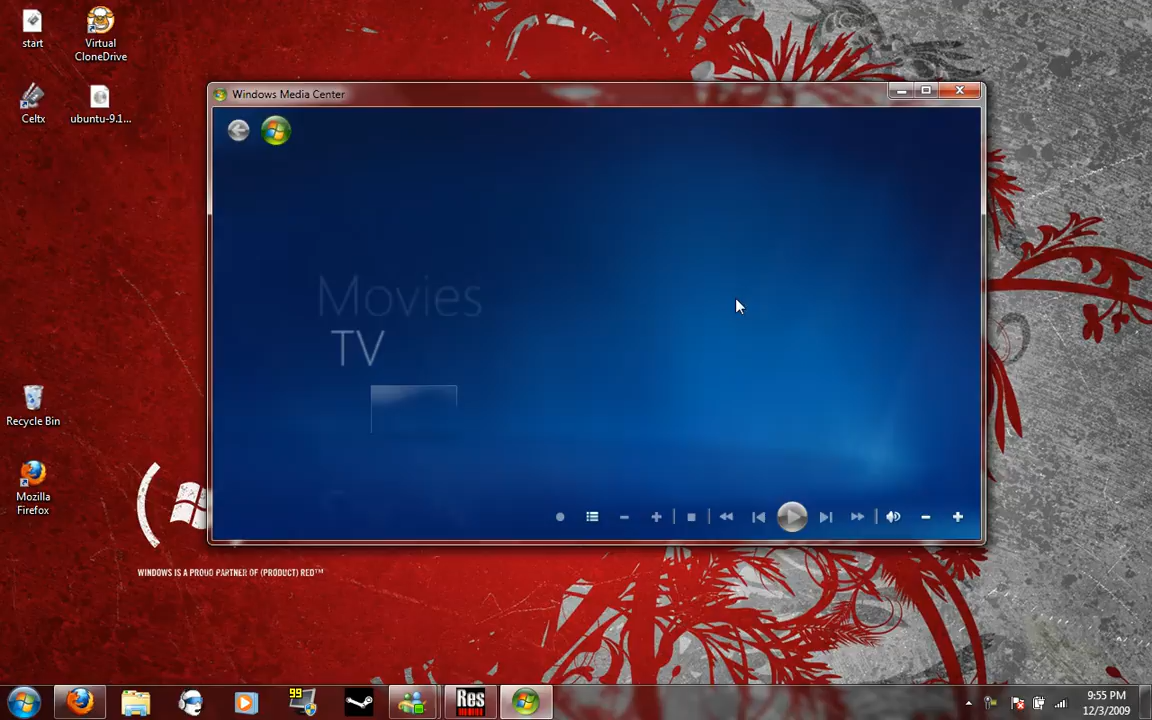 start
Virtual
CloneDrive
Celtx
ubuntu-9.1...
Windows Media Center
Movies
TV
Recycle Bin
Mozilla
Firefox
WINDOWS IS A PROUD PARTNER OF (PRODUCT) RED™
99
Res
9:55 PM
12/3/2009